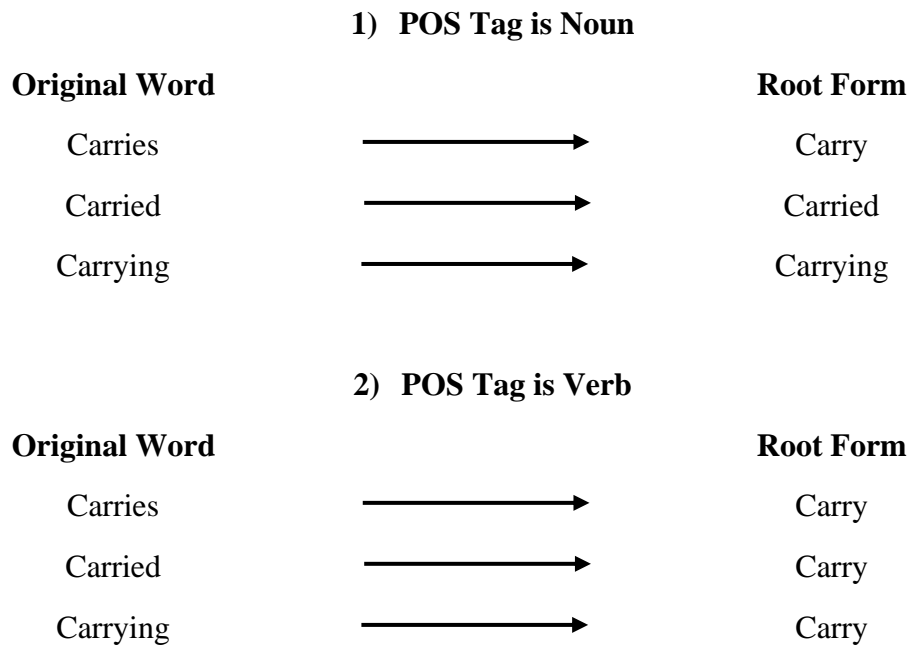 1) POS Tag is Noun
Original Word Root Form
Carries Carry
Carried Carried
Carrying Carrying
2) POS Tag is Verb
Original Word Root Form
Carries Carry
Carried Carry
Carrying Carry